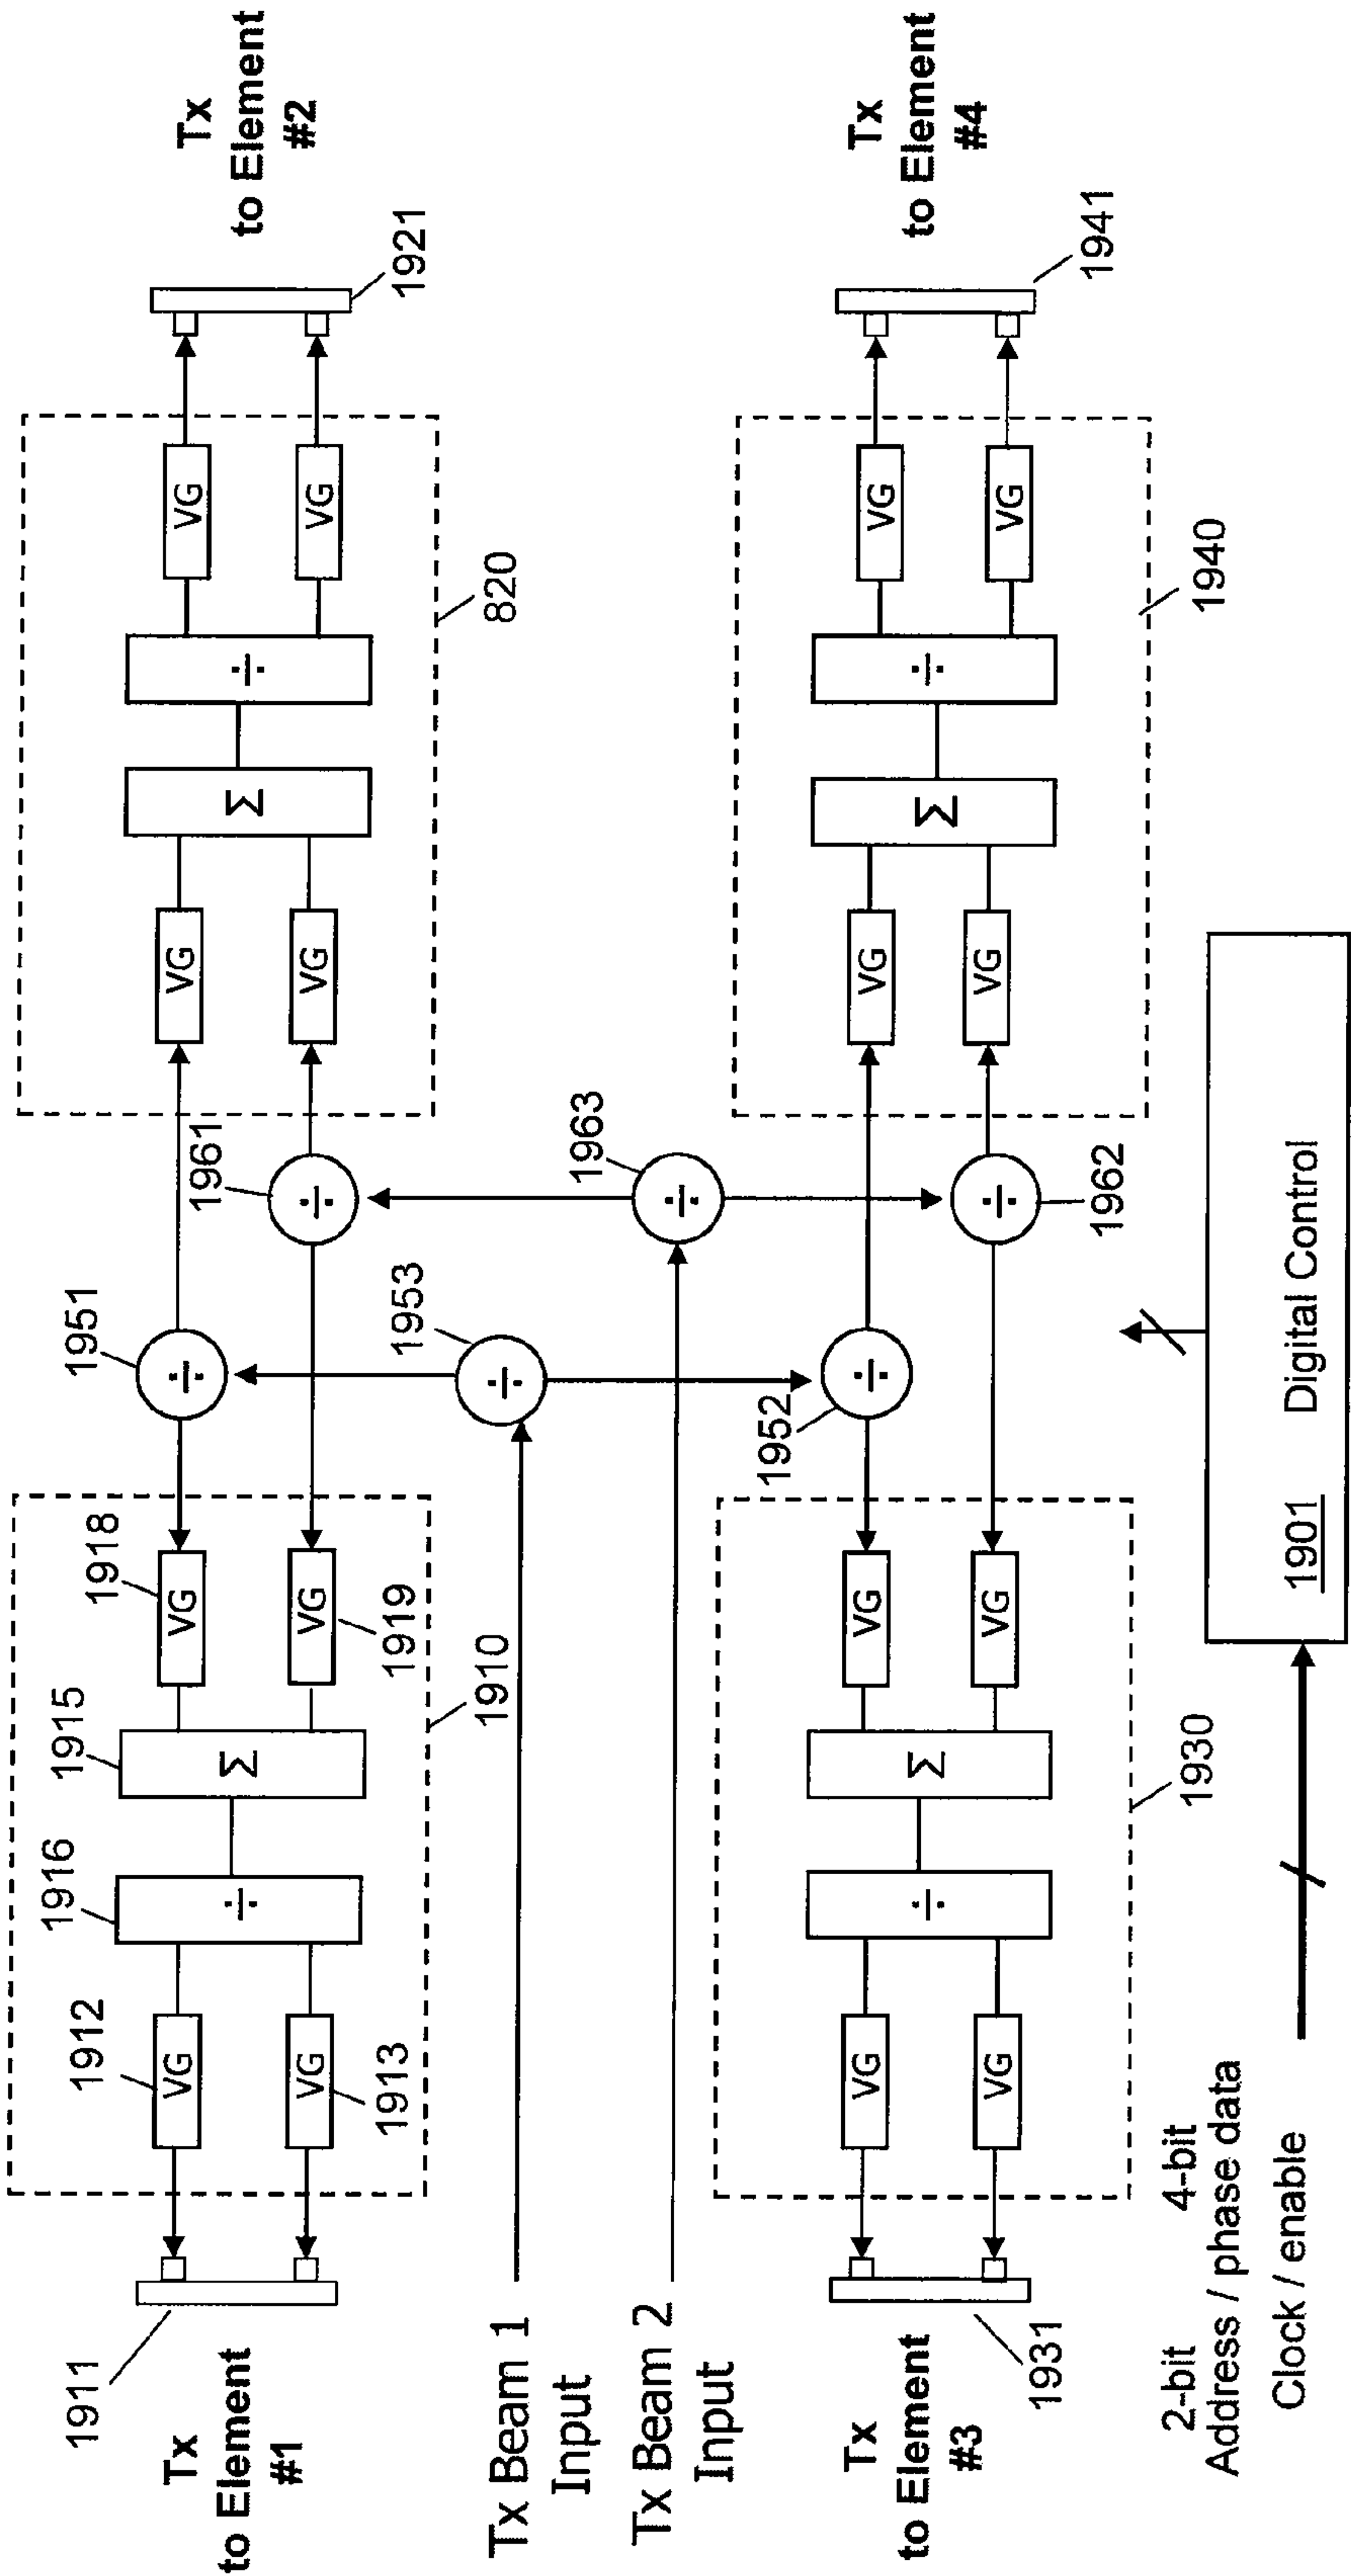 Tx
to Element
#1
1911
1912
VG
VG
1913
1916
÷
1915
Σ
1918
VG
VG
1919
1910
1951
÷
1961
÷
VG
VG
Σ
÷
VG
VG
820
1921
Tx
to Element
#2
Tx Beam 1
Input
1953
÷
Tx Beam 2
Input
1963
÷
Tx
to Element
#3
1931
VG
VG
÷
Σ
VG
VG
1930
1952
÷
÷
1962
VG
VG
Σ
÷
VG
VG
1940
1941
Tx
to Element
#4
2-bit 4-bit
Address / phase data
Clock / enable
1901 Digital Control